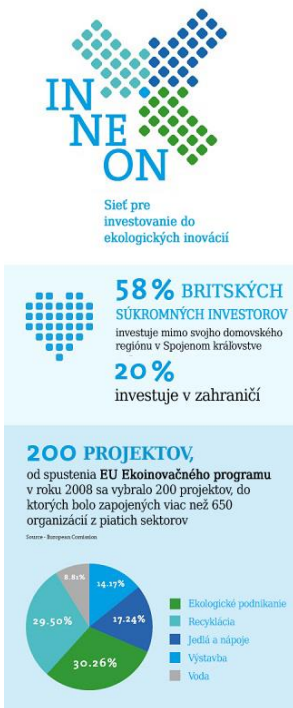 IN
NE
ON
Sieť pre
investovanie do
ekologických inovácií
58% BRITSKÝCH
SÚKROMNÝCH INVESTOROV
investuje mimo svojho domovského
regiónu v Spojenom kráľovstve
20%
investuje v zahraničí
200 PROJEKTOV,
od spustenia EU Ekoinovačného programu
v roku 2008 sa vybralo 200 projektov, do
ktorých bolo zapojených viac než 650
organizácií z piatich sektorov
Source - European Comission
8.81%
14.17%
29.50%
17.24%
30.26%
Ekologické podnikanie
Recyklácia
Jedlá a nápoje
Výstavba
Voda